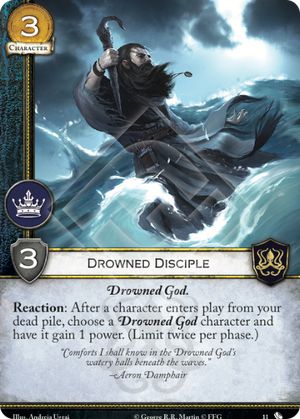 3
CHARACTER
3
DROWNED DISCIPLE
Drowned God.
Reaction: After a character enters play from your
dead pile, choose a Drowned God character and
have it gain 1 power. (Limit twice per phase.)
"Comforts I shall know in the Drowned God's
watery halls beneath the waves."
–Aeron Damphair
Illus. Andreia Ugrai
© George R.R. Martin © FFG
11